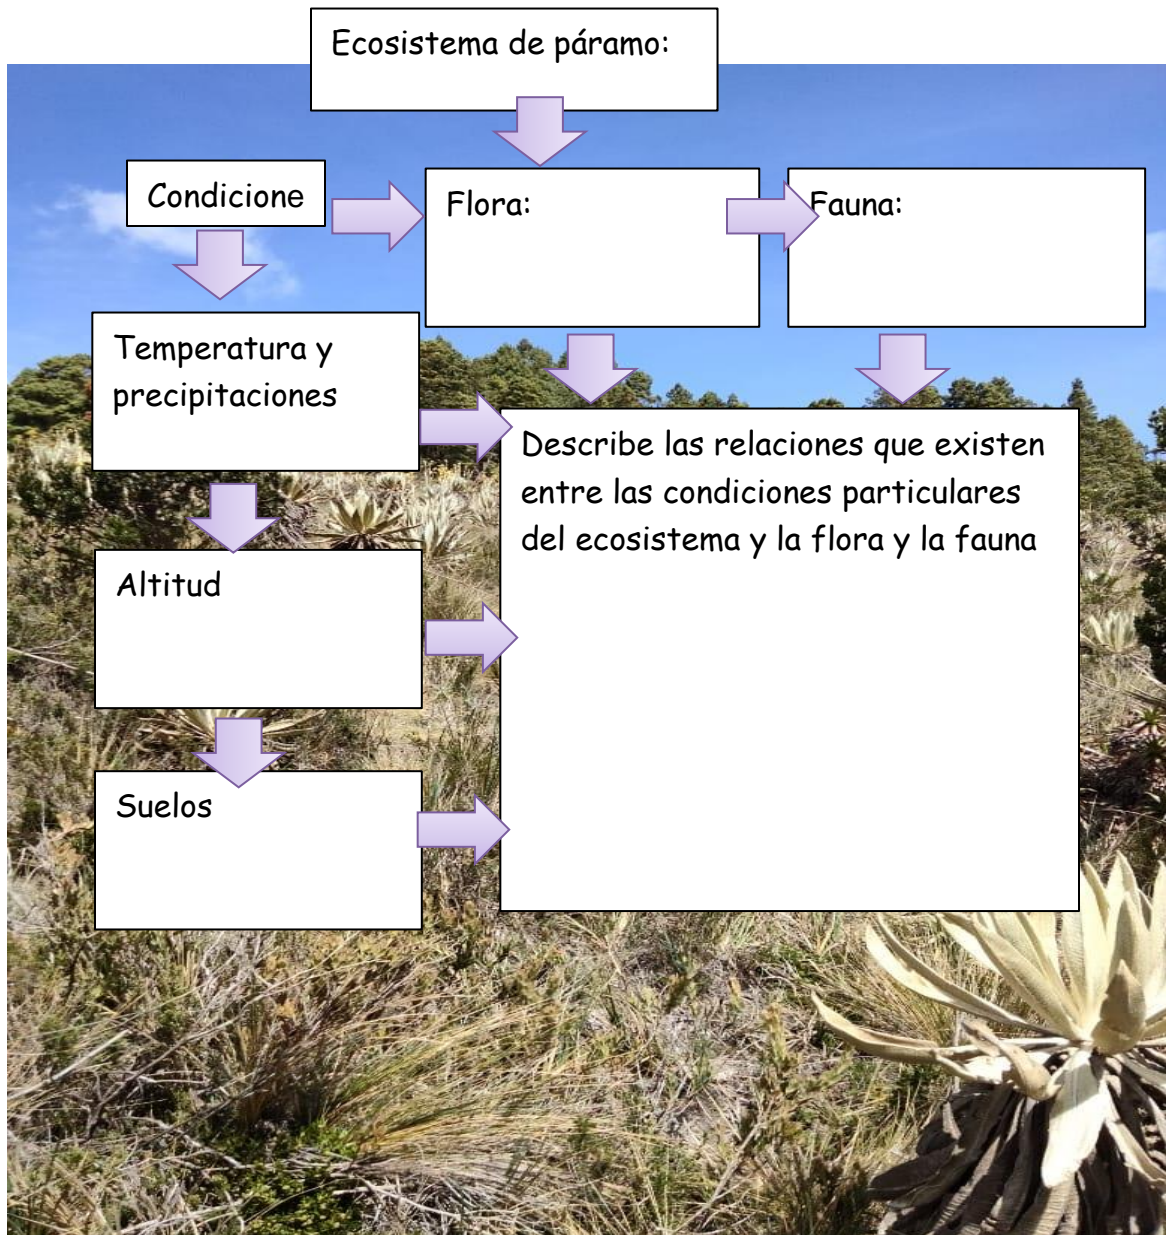 Ecosistema de páramo:
Condicione
Flora:
Fauna:
Temperatura y
precipitaciones
Describe las relaciones que existen
entre las condiciones particulares
del ecosistema y la flora y la fauna
Altitud
Suelos